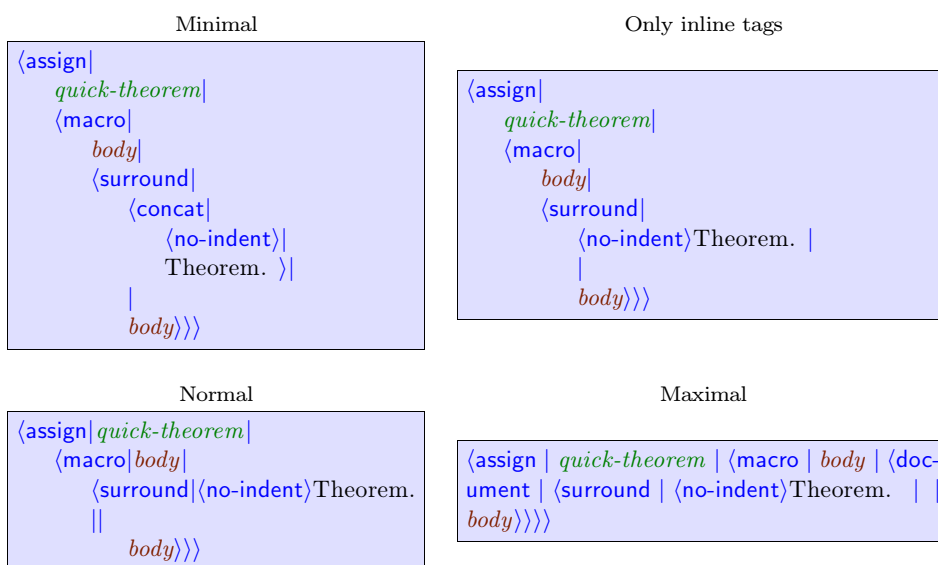 Minimal
⟨assign|
quick-theorem|
⟨macro|
body|
⟨surround|
⟨concat|
⟨no-indent⟩|
Theorem. ⟩|
|
body⟩⟩⟩
Only inline tags
⟨assign|
quick-theorem|
⟨macro|
body|
⟨surround|
⟨no-indent⟩Theorem. |
|
body⟩⟩⟩
Normal
⟨assign|quick-theorem|
⟨macro|body|
⟨surround|⟨no-indent⟩Theorem.
||
body⟩⟩⟩
Maximal
⟨assign | quick-theorem | ⟨macro | body | ⟨doc-
ument | ⟨surround | ⟨no-indent⟩Theorem. | |
body⟩⟩⟩⟩